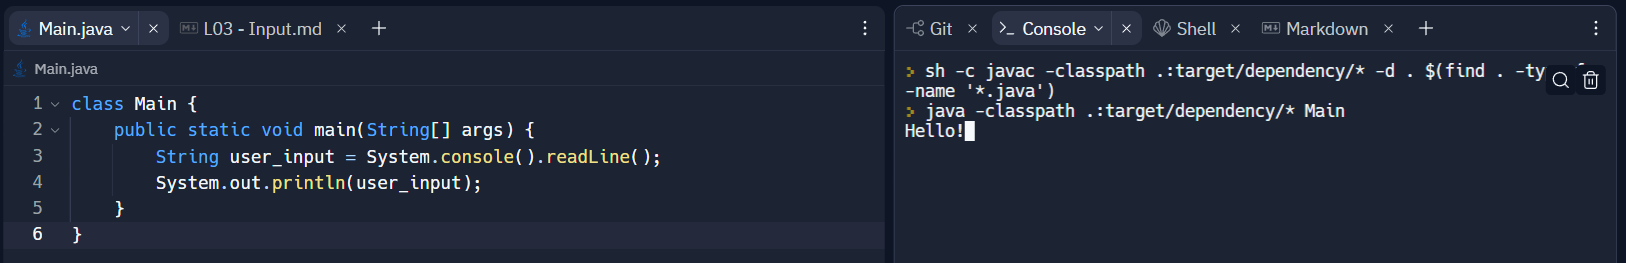 Main.java
L03 - Input.md
Main.java
1 class Main {
2 public static void main(String[] args) {
3 String user_input = System.console().readLine();
4 System.out.println(user_input);
5 }
6 }
Git
Console
Shell
Markdown
sh -c javac -classpath .:target/dependency/* -d . $(find .
-name '*.java')
java -classpath .:target/dependency/* Main
Hello!